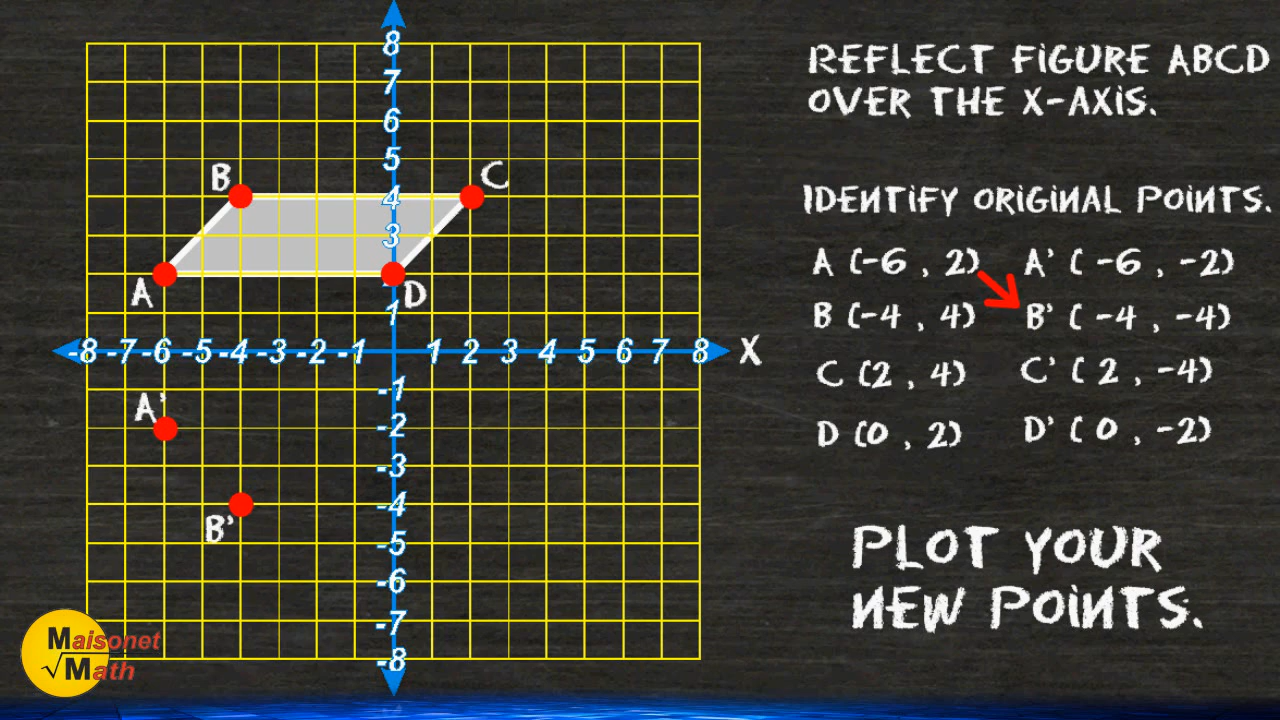 REFLECT FIGURE ABCD
OVER THE X-AXIS.
IDENTIFY ORIGINAL POINTS.
A (-6 , 2) A' ( -6 , -2)
B (-4 , 4) B' ( -4 , -4)
C (2 , 4) C' ( 2 , -4)
D (0 , 2) D' ( 0 , -2)
PLOT YOUR
NEW POINTS.
8
7
6
5
B C
4
3
A D
1
-8 -7 -6 -5 -4 -3 -2 -1 1 2 3 4 5 6 7 8 X
-1
A'
-2
-3
-4
B'
-5
-6
-7
-8
Maisonet
√Math